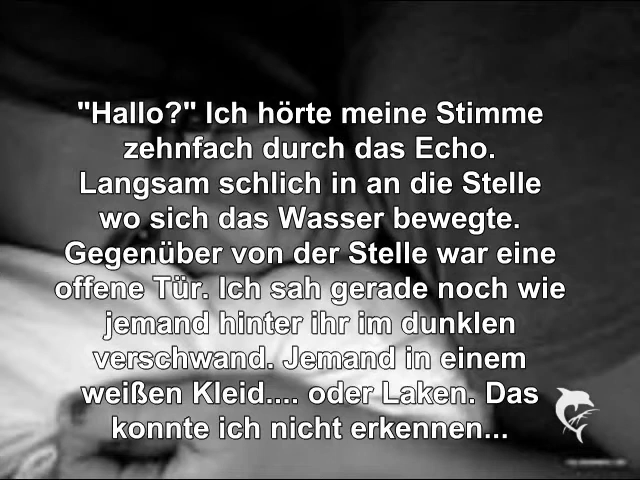 "Hallo?" Ich hörte meine Stimme
zehnfach durch das Echo.
Langsam schlich in an die Stelle
wo sich das Wasser bewegte.
Gegenüber von der Stelle war eine
offene Tür. Ich sah gerade noch wie
jemand hinter ihr im dunklen
verschwand. Jemand in einem
weißen Kleid.... oder Laken. Das
konnte ich nicht erkennen...